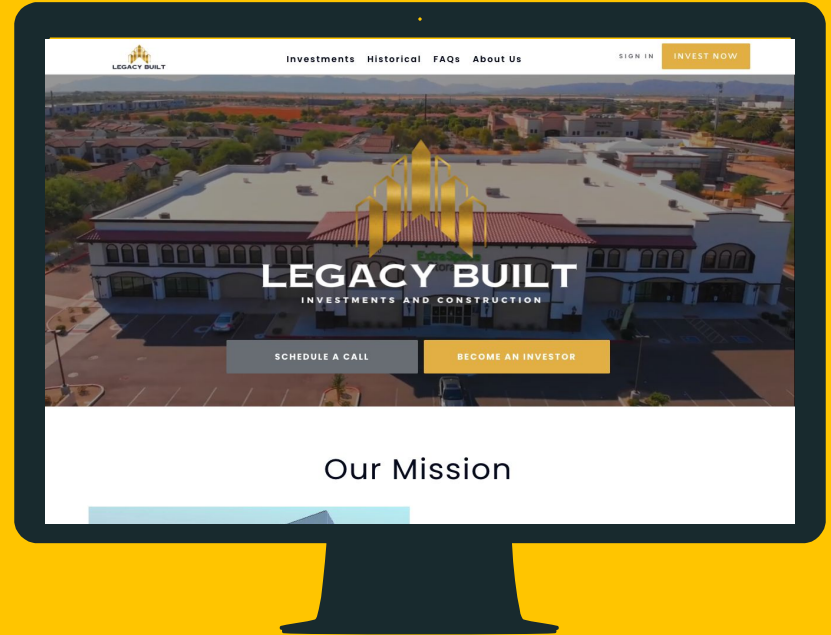 LEGACY BUILT
Investments Historical FAQs About Us
SIGN IN
INVEST NOW
ExtraSpace
LEGACY BUILT
INVESTMENTS AND CONSTRUCTION
SCHEDULE A CALL
BECOME AN INVESTOR
Our Mission